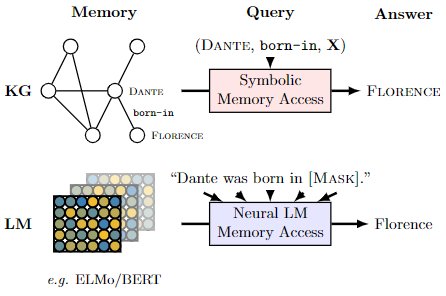 Memory Query Answer
(DANTE, born-in, X)
KG DANTE Symbolic Memory Access FLORENCE
born-in
FLORENCE
"Dante was born in [MASK]."
LM Neural LM Memory Access Florence
e.g. ELMo/BERT